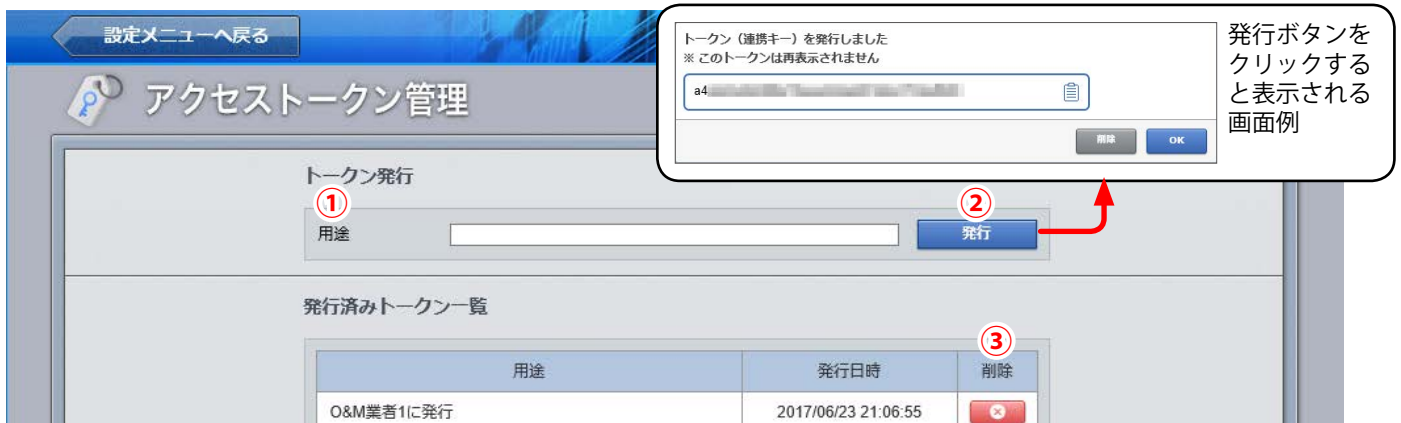 設定メニューへ戻る
アクセストークン管理
トークン（連携キー）を発行しました
※ このトークンは再表示されません
a4
削除
OK
発行ボタンを
クリックする
と表示される
画面例
トークン発行
①
②
用途
発行
発行済みトークン一覧
③
用途 発行日時 削除
O&M業者1に発行 2017/06/23 21:06:55